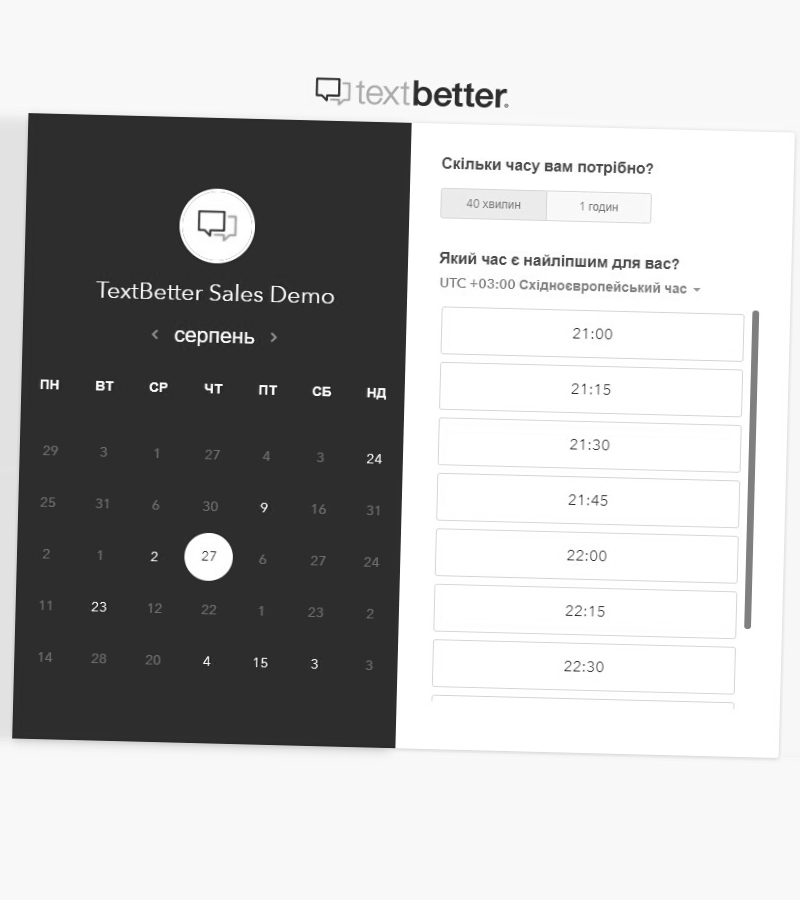 textbetter.
TextBetter Sales Demo
серпень
ПН ВТ СР ЧТ ПТ СБ НД
29 3 1 27 4 3 24
25 31 6 30 9 16 31
2 1 2 27 6 27 24
11 23 12 22 1 23 2
14 28 20 4 15 3 3
Скільки часу вам потрібно?
40 хвилин 1 годин
Який час є найліпшим для вас?
UTC +03:00 Східноєвропейський час
21:00
21:15
21:30
21:45
22:00
22:15
22:30